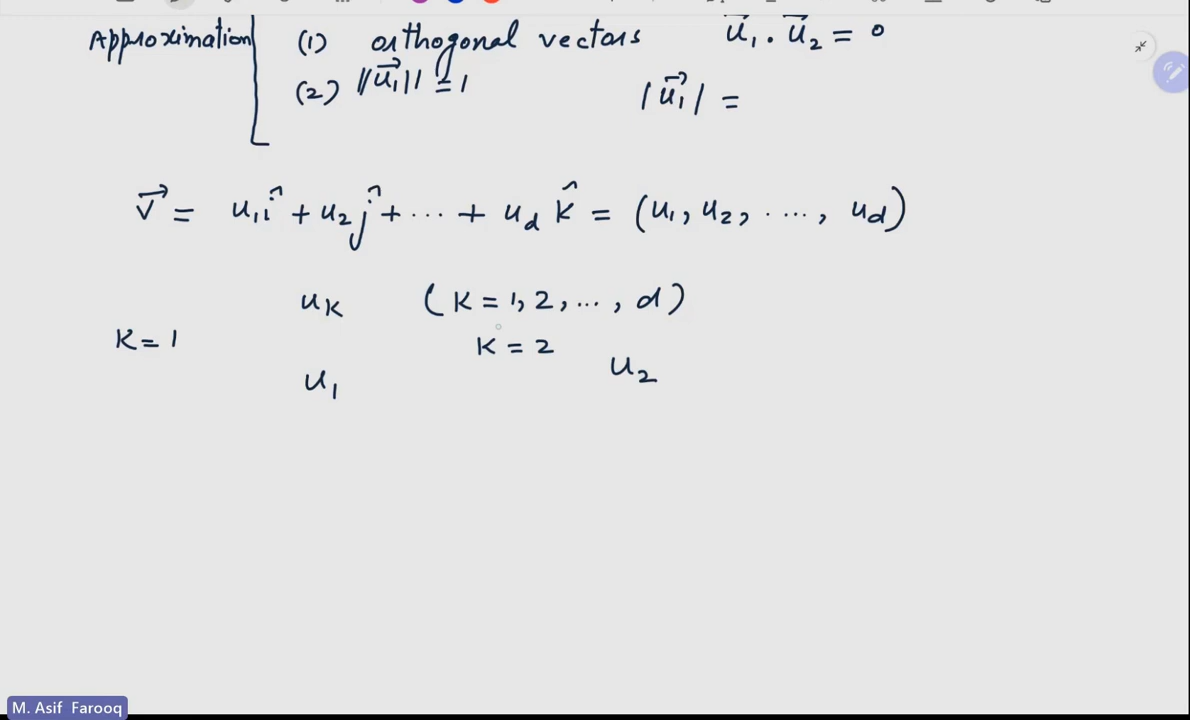 Approximation (1) orthogonal vectors u⃗₁ . u⃗₂ = 0
(2) ||u⃗₁|| = 1 |u⃗₁| =
v⃗ = u₁î + u₂ĵ + ... + u_d k̂ = (u₁, u₂, ....., u_d)
u_K (K = 1, 2, ..., d)
K = 1 K = 2 u₂
u₁
M. Asif Farooq